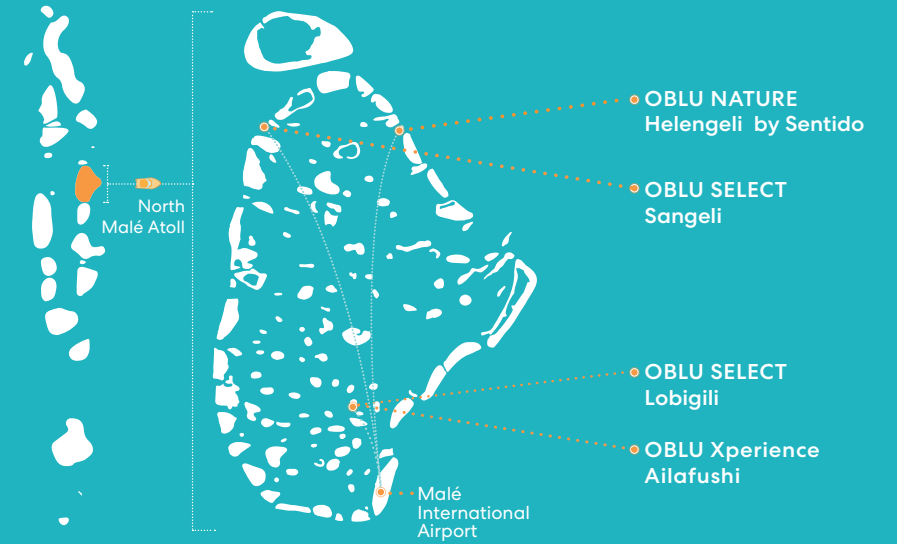 OBLU NATURE
Helengeli by Sentido
OBLU SELECT
Sangeli
North
Malé Atoll
OBLU SELECT
Lobigili
OBLU Xperience
Ailafushi
Malé
International
Airport